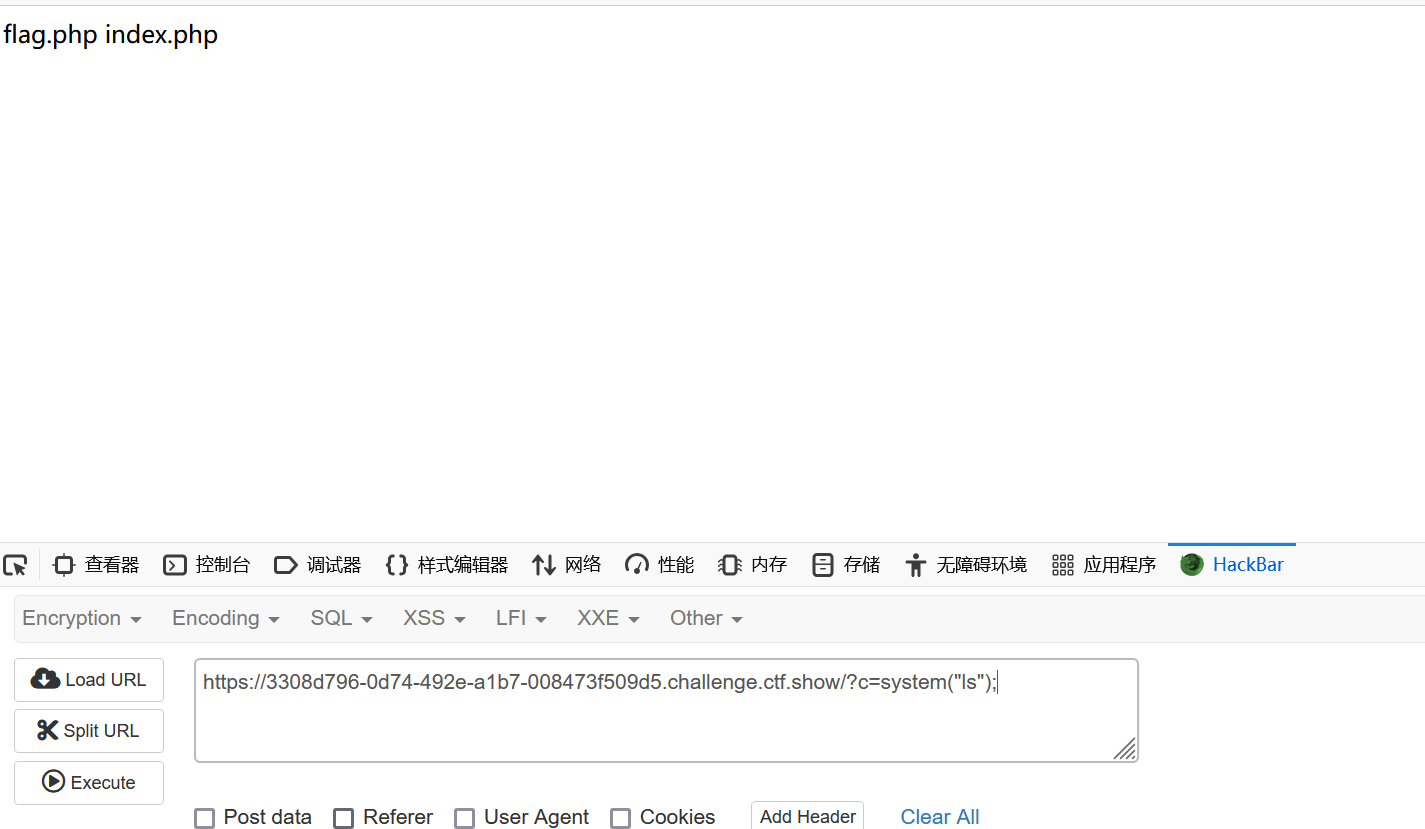 flag.php index.php
查看器 控制台 调试器 样式编辑器 网络 性能 内存 存储 无障碍环境 应用程序 HackBar
Encryption Encoding SQL XSS LFI XXE Other
Load URL
https://3308d796-0d74-492e-a1b7-008473f509d5.challenge.ctf.show/?c=system("ls");
Split URL
Execute
Post data Referer User Agent Cookies Add Header Clear All